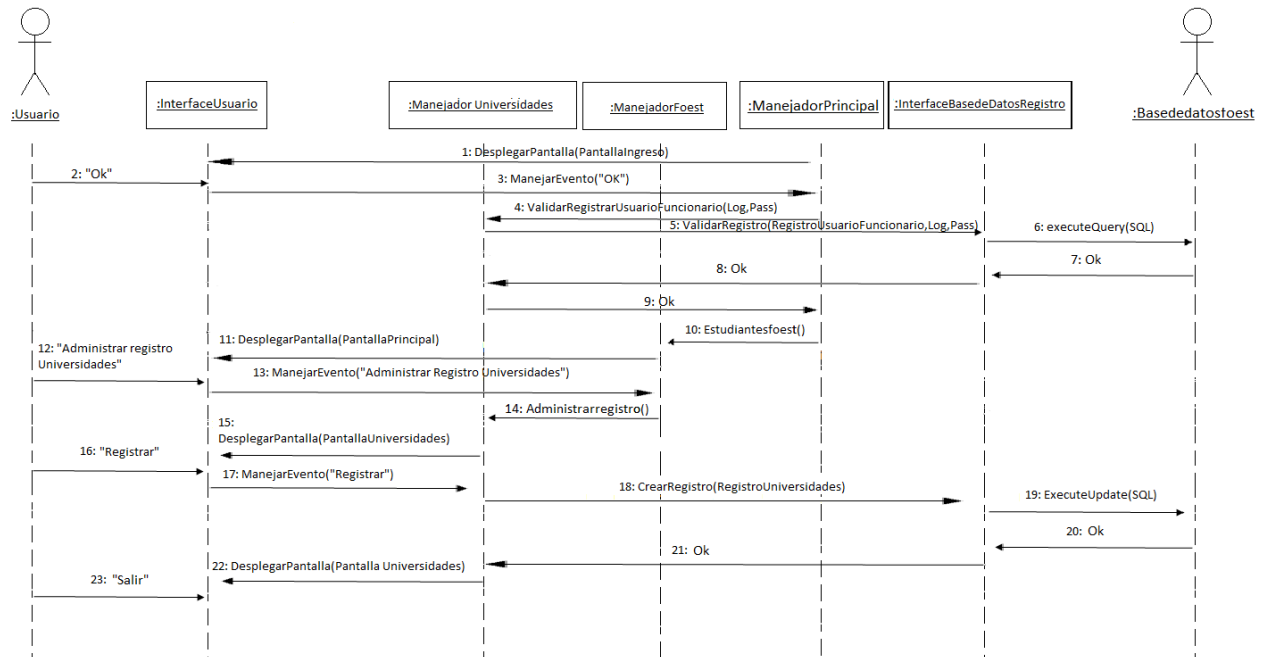 :Usuario
:InterfaceUsuario
:Manejador Universidades
:ManejadorFoest
:ManejadorPrincipal
:InterfaceBasedeDatosRegistro
:Basededatosfoest
1: DesplegarPantalla(PantallaIngreso)
2: "Ok"
3: ManejarEvento("OK")
4: ValidarRegistrarUsuarioFuncionario(Log,Pass)
5: ValidarRegistro(RegistroUsuarioFuncionario,Log,Pass)
6: executeQuery(SQL)
7: Ok
8: Ok
9: Ok
10: Estudiantesfoest()
11: DesplegarPantalla(PantallaPrincipal)
12: "Administrar registro
Universidades"
13: ManejarEvento("Administrar Registro Universidades")
14: Administrarregistro()
15:
DesplegarPantalla(PantallaUniversidades)
16: "Registrar"
17: ManejarEvento("Registrar")
18: CrearRegistro(RegistroUniversidades)
19: ExecuteUpdate(SQL)
20: Ok
21: Ok
22: DesplegarPantalla(Pantalla Universidades)
23: "Salir"